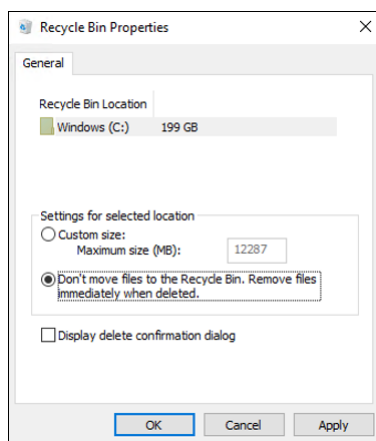 Recycle Bin Properties
General
Recycle Bin Location
Windows (C:) 199 GB
Settings for selected location
Custom size:
Maximum size (MB): 12287
Don't move files to the Recycle Bin. Remove files
immediately when deleted.
Display delete confirmation dialog
OK Cancel Apply